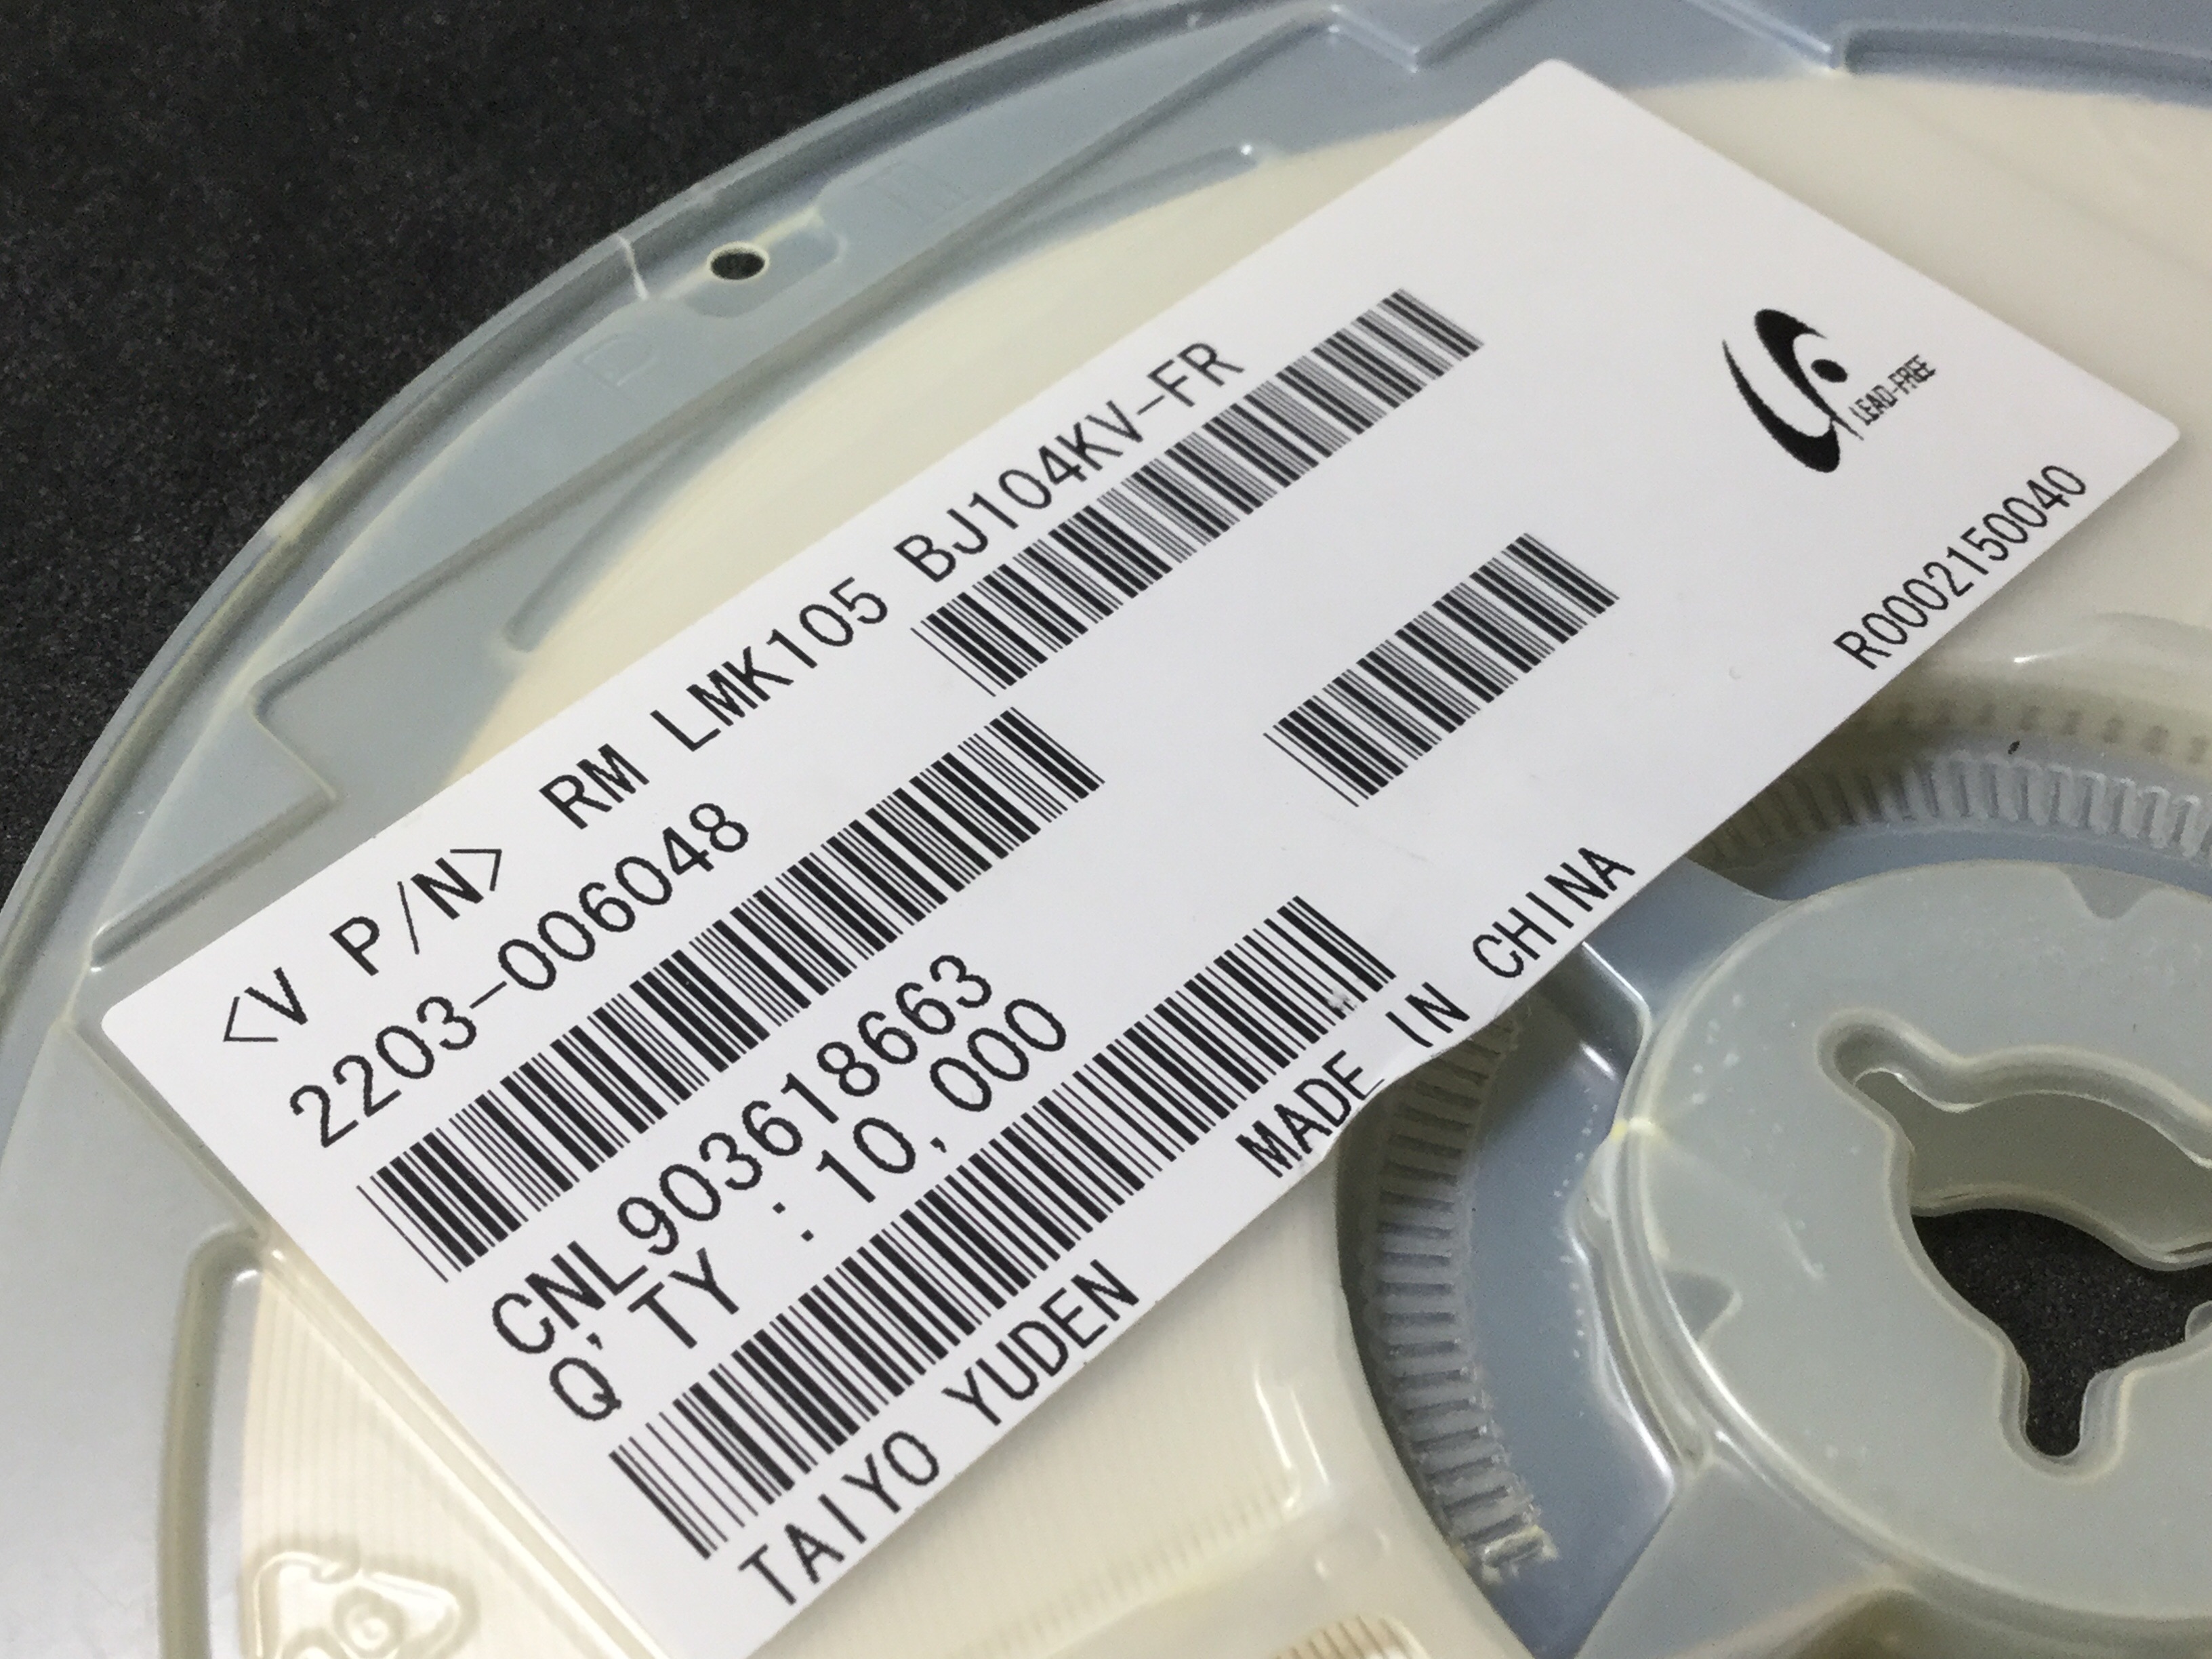 <V P/N> RM LMK105 BJ104KV-FR
2203-006048
CNL903618663
Q'TY :10,000
TAIYO YUDEN
MADE IN CHINA
LEAD-FREE
R0002150040